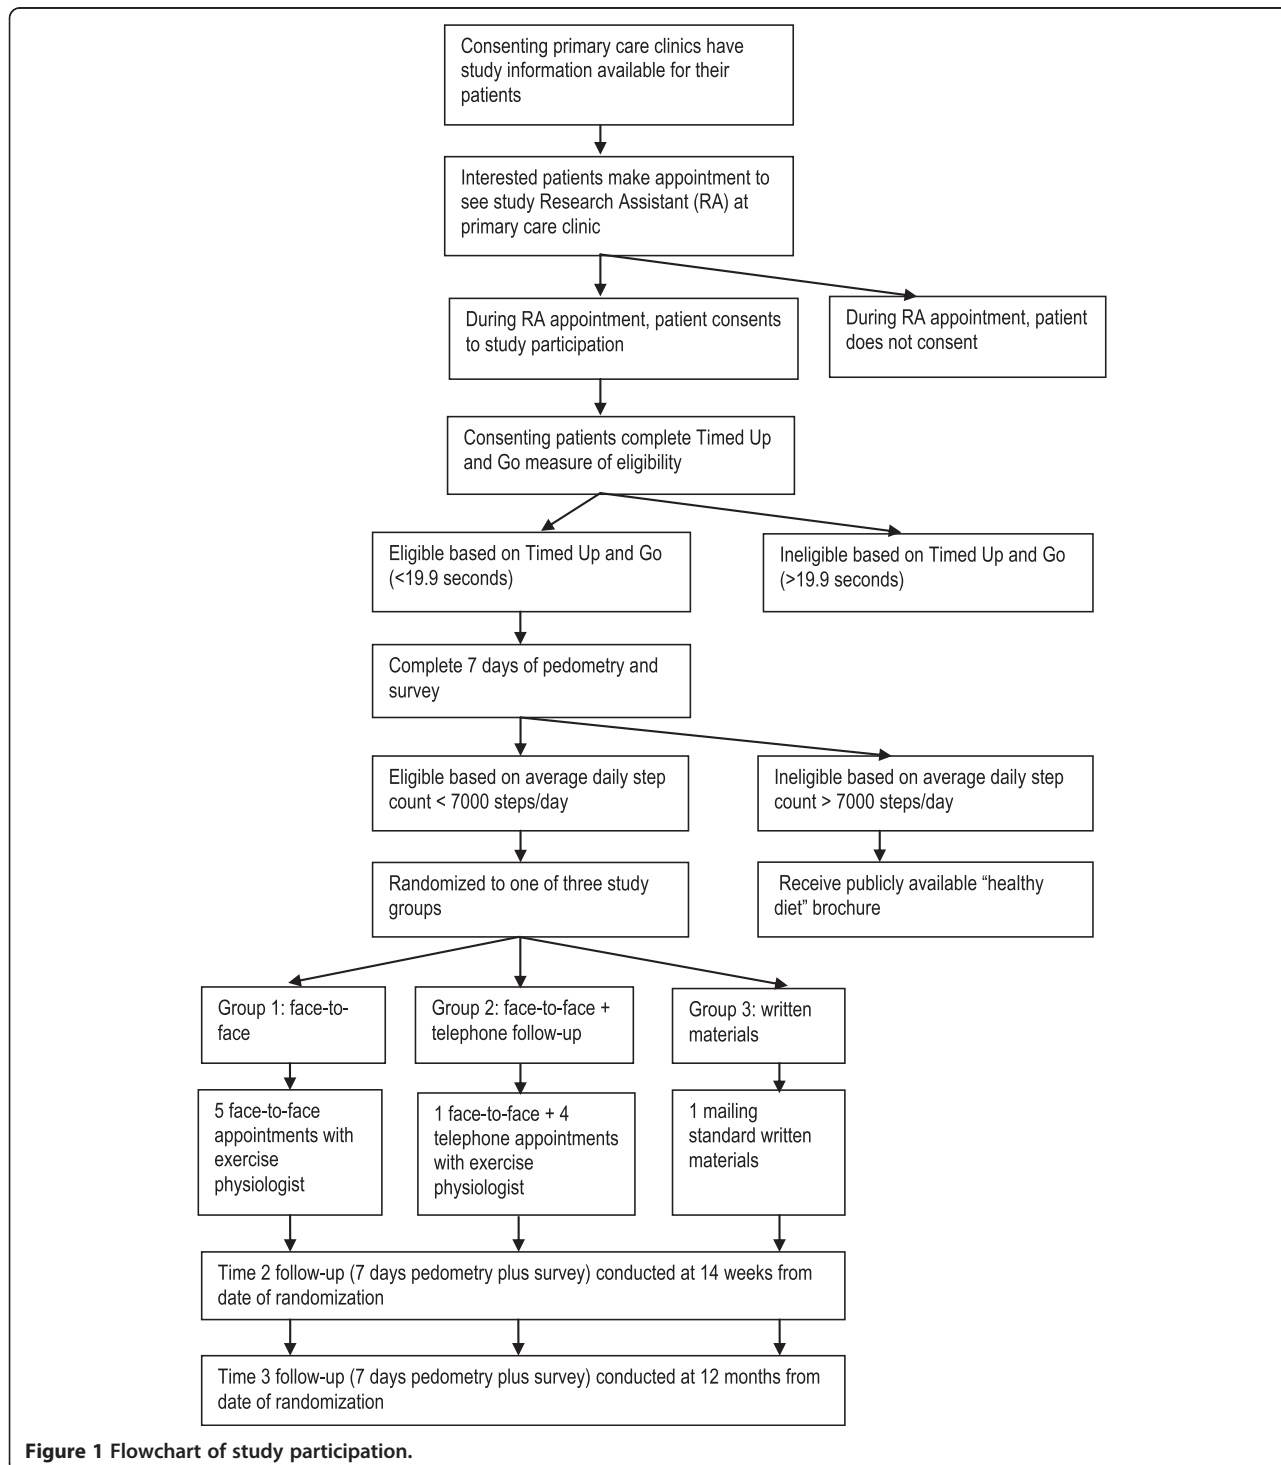 Consenting primary care clinics have
study information available for their
patients
Interested patients make appointment to
see study Research Assistant (RA) at
primary care clinic
During RA appointment, patient consents
to study participation
During RA appointment, patient
does not consent
Consenting patients complete Timed Up
and Go measure of eligibility
Eligible based on Timed Up and Go
(<19.9 seconds)
Ineligible based on Timed Up and Go
(>19.9 seconds)
Complete 7 days of pedometry and
survey
Eligible based on average daily step
count < 7000 steps/day
Ineligible based on average daily step
count > 7000 steps/day
Randomized to one of three study
groups
Receive publicly available “healthy
diet” brochure
Group 1: face-to-
face
Group 2: face-to-face +
telephone follow-up
Group 3: written
materials
5 face-to-face
appointments with
exercise
physiologist
1 face-to-face + 4
telephone appointments
with exercise
physiologist
1 mailing
standard written
materials
Time 2 follow-up (7 days pedometry plus survey) conducted at 14 weeks from
date of randomization
Time 3 follow-up (7 days pedometry plus survey) conducted at 12 months from
date of randomization
Figure 1 Flowchart of study participation.